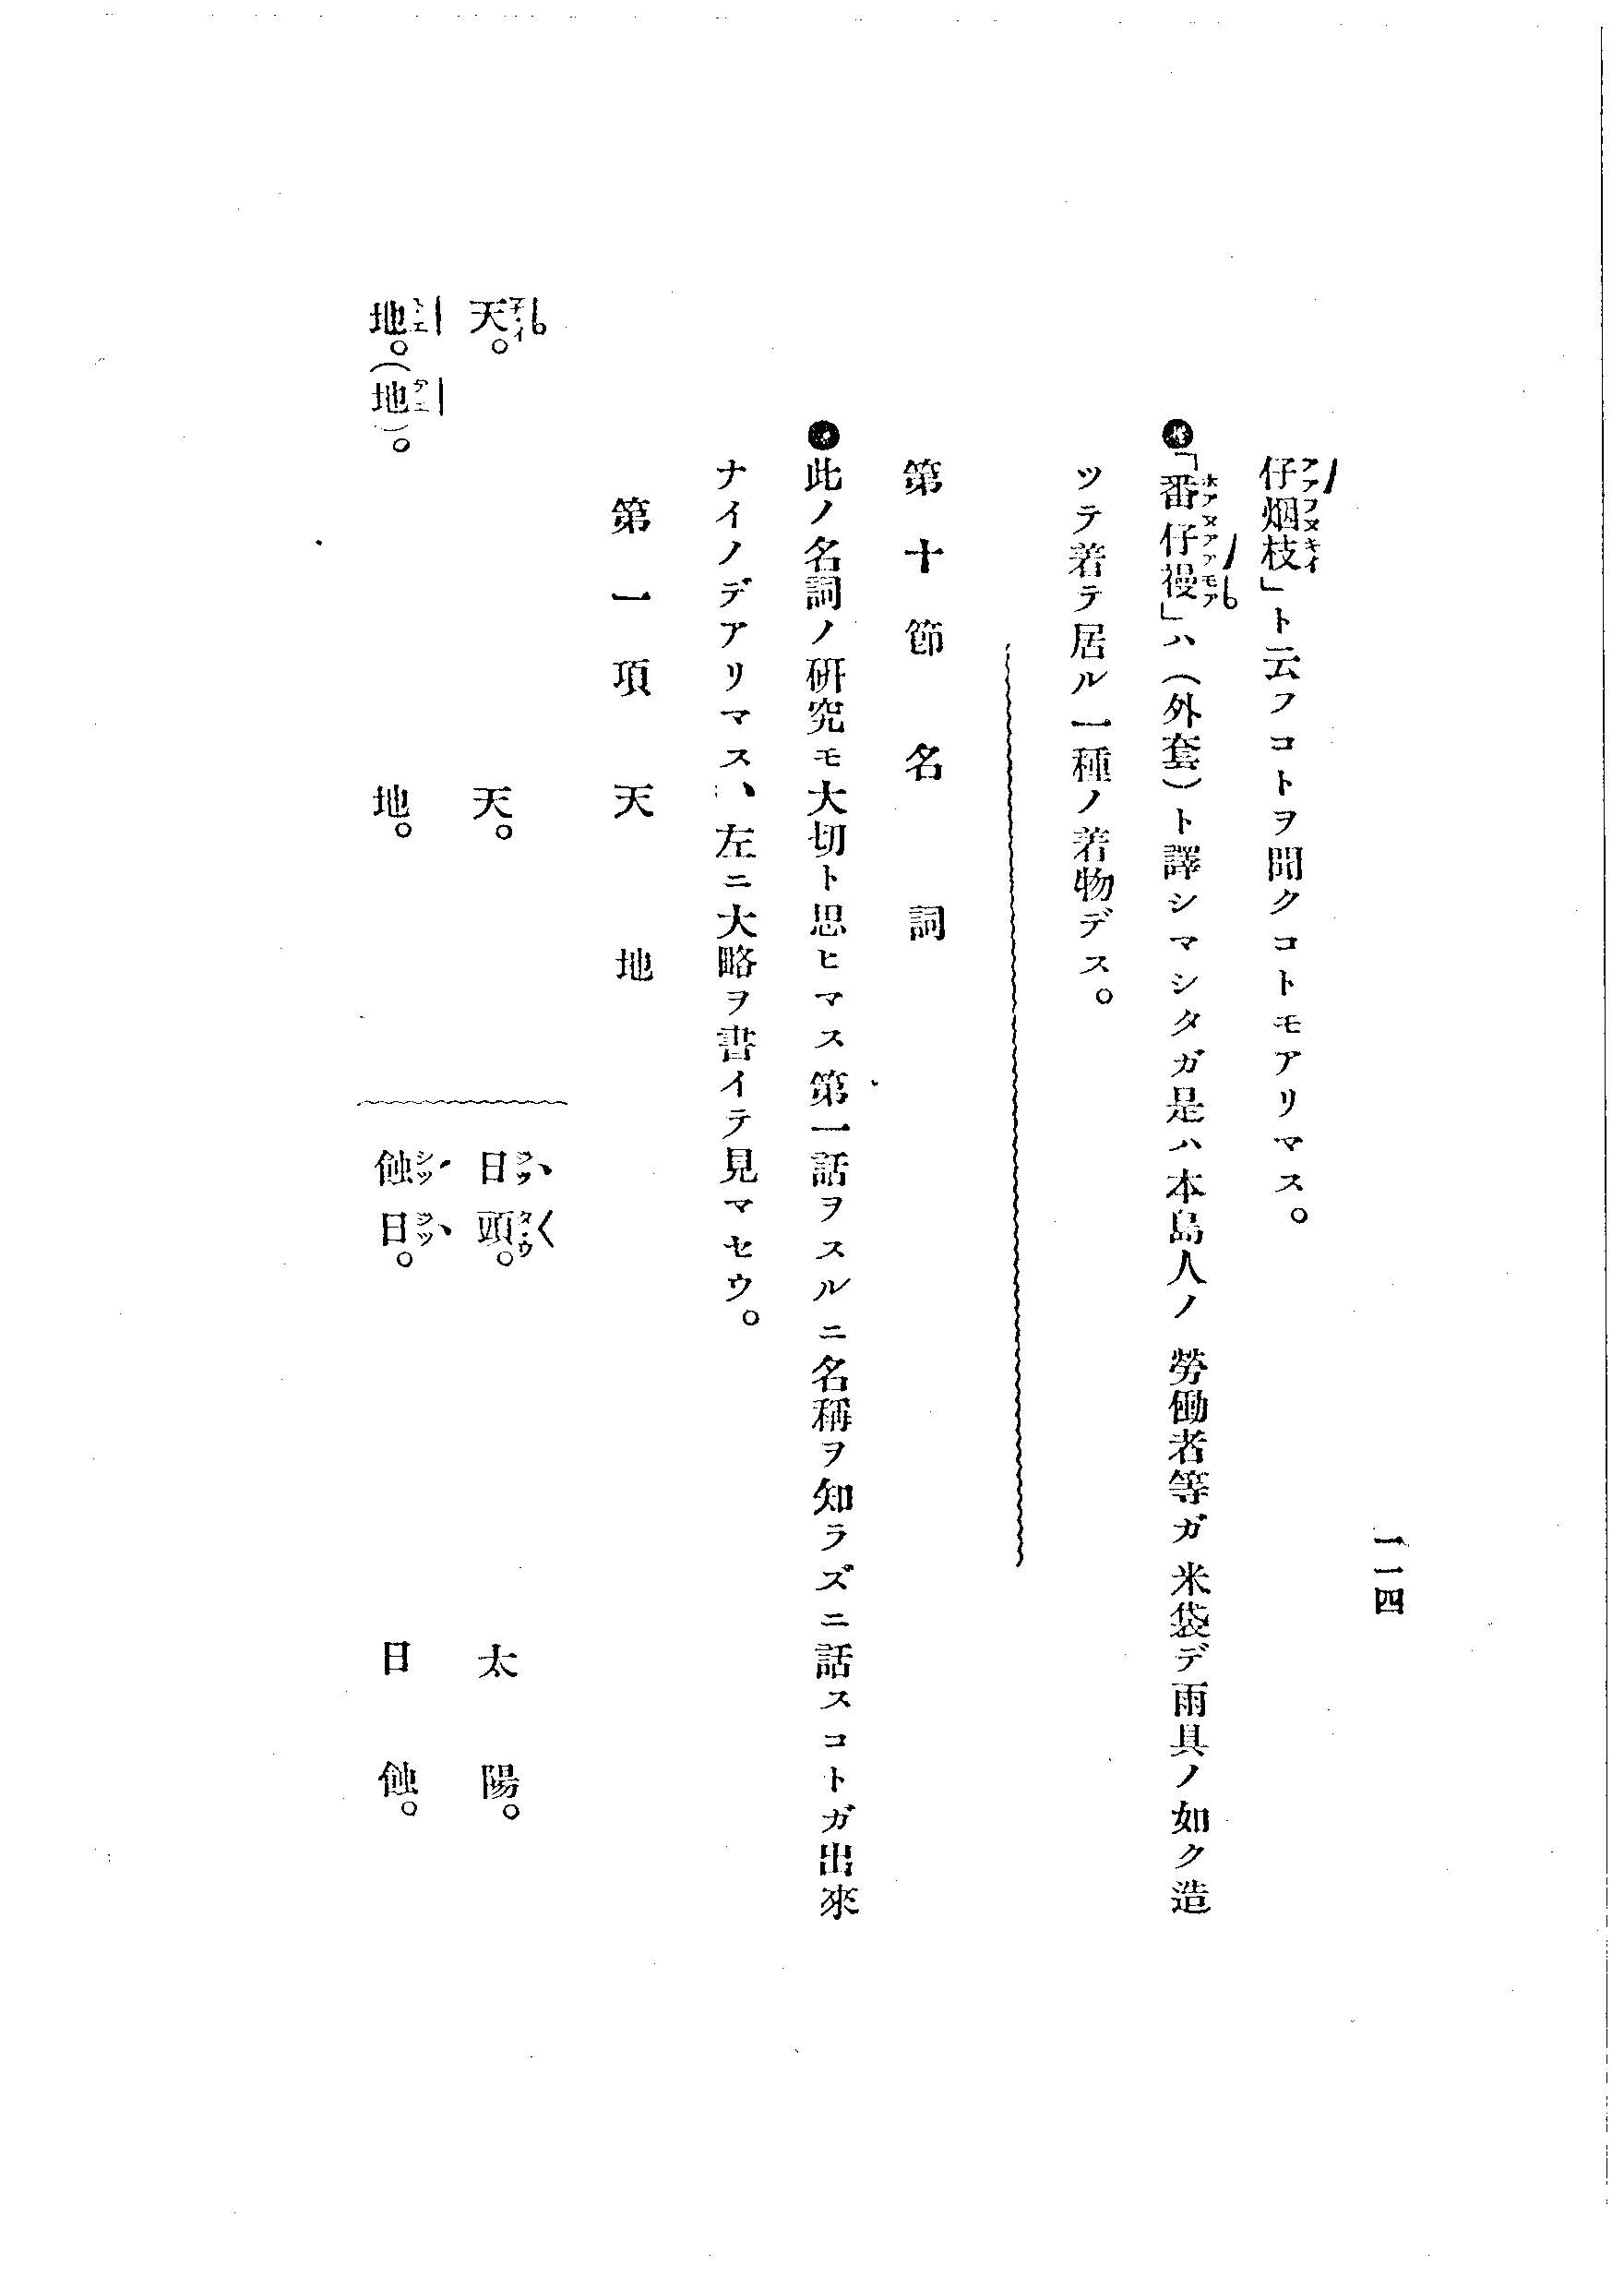 一一四
仔烟枝」ト云フコトヲ聞クコトモアリマス。
「番仔幔」ハ(外套)ト譯シマシタガ是ハ本島人ノ勞働者等ガ米袋デ雨具ノ如ク造
ツテ着テ居ル一種ノ着物デス。
第十節 名詞
此ノ名詞ノ研究モ大切ト思ヒマス第一話ヲスルニ名稱ヲ知ラズニ話スコトガ出來
ナイノデアリマス、左ニ大略ヲ書イテ見マセウ。
第一項 天地
天。 天。
地。(地)。 地。
日頭。 太陽。
蝕日。 日蝕。